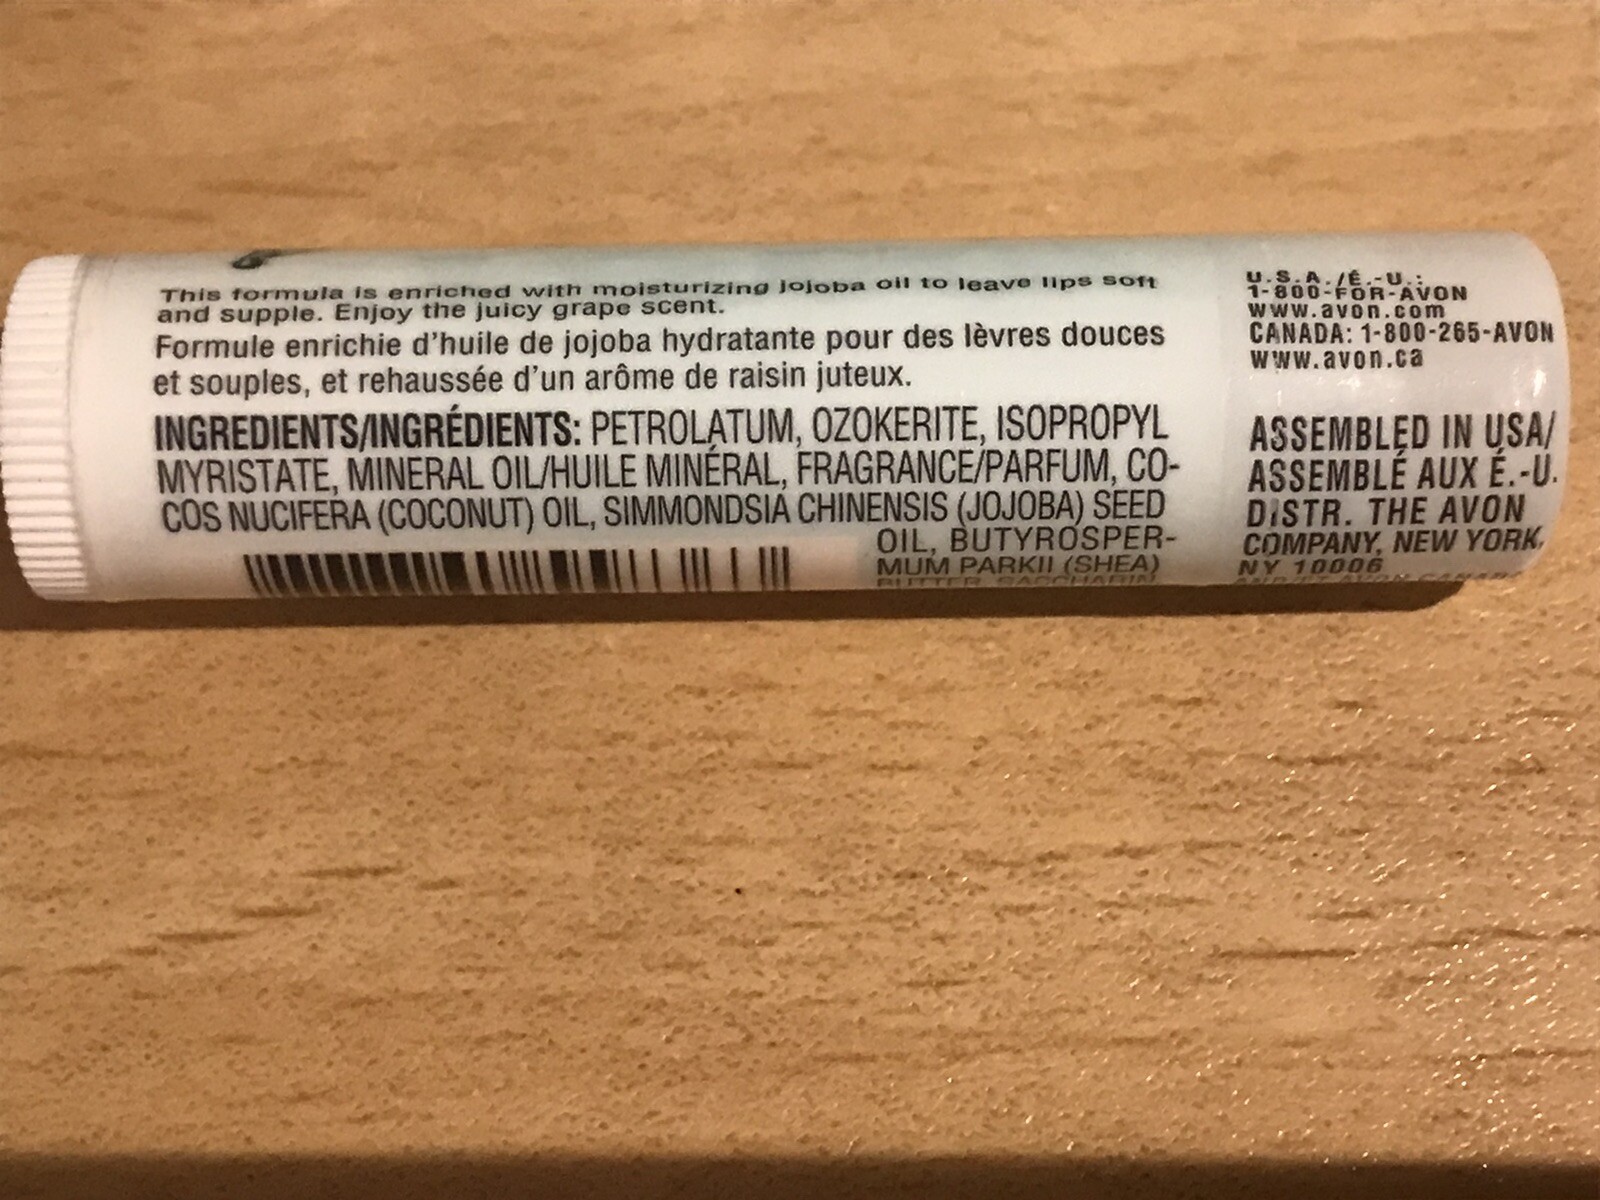 This formula is enriched with moisturizing jojoba oil to leave lips soft
and supple. Enjoy the juicy grape scent.
Formule enrichie d'huile de jojoba hydratante pour des lèvres douces
et souples, et rehaussée d'un arôme de raisin juteux.
INGREDIENTS/INGRÉDIENTS: PETROLATUM, OZOKERITE, ISOPROPYL
MYRISTATE, MINERAL OIL/HUILE MINÉRAL, FRAGRANCE/PARFUM, CO-
COS NUCIFERA (COCONUT) OIL, SIMMONDSIA CHINENSIS (JOJOBA) SEED
OIL, BUTYROSPER-
MUM PARKII (SHEA)
BUTTER, SACCHARIN
U.S.A./É.-U.:
1-800-FOR-AVON
www.avon.com
CANADA: 1-800-265-AVON
www.avon.ca
ASSEMBLED IN USA/
ASSEMBLÉ AUX É.-U.
DISTR. THE AVON
COMPANY, NEW YORK,
NY 10006
AVON CANADA